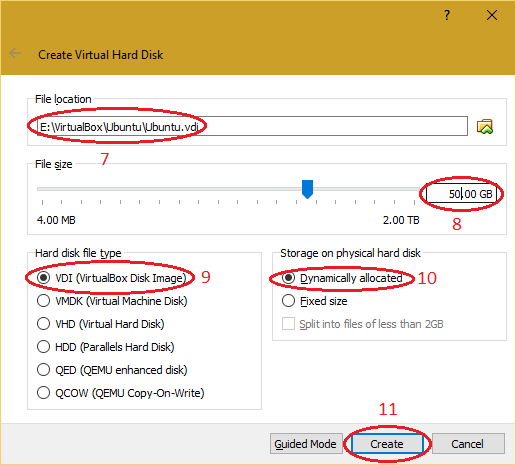 ?
Create Virtual Hard Disk
File location
E:\VirtualBox\Ubuntu\Ubuntu.vdi
7
File size
50.00 GB
4.00 MB 2.00 TB
8
Hard disk file type
VDI (VirtualBox Disk Image) 9
VMDK (Virtual Machine Disk)
VHD (Virtual Hard Disk)
HDD (Parallels Hard Disk)
QED (QEMU enhanced disk)
QCOW (QEMU Copy-On-Write)
Storage on physical hard disk
Dynamically allocated 10
Fixed size
Split into files of less than 2GB
11
Guided Mode Create Cancel